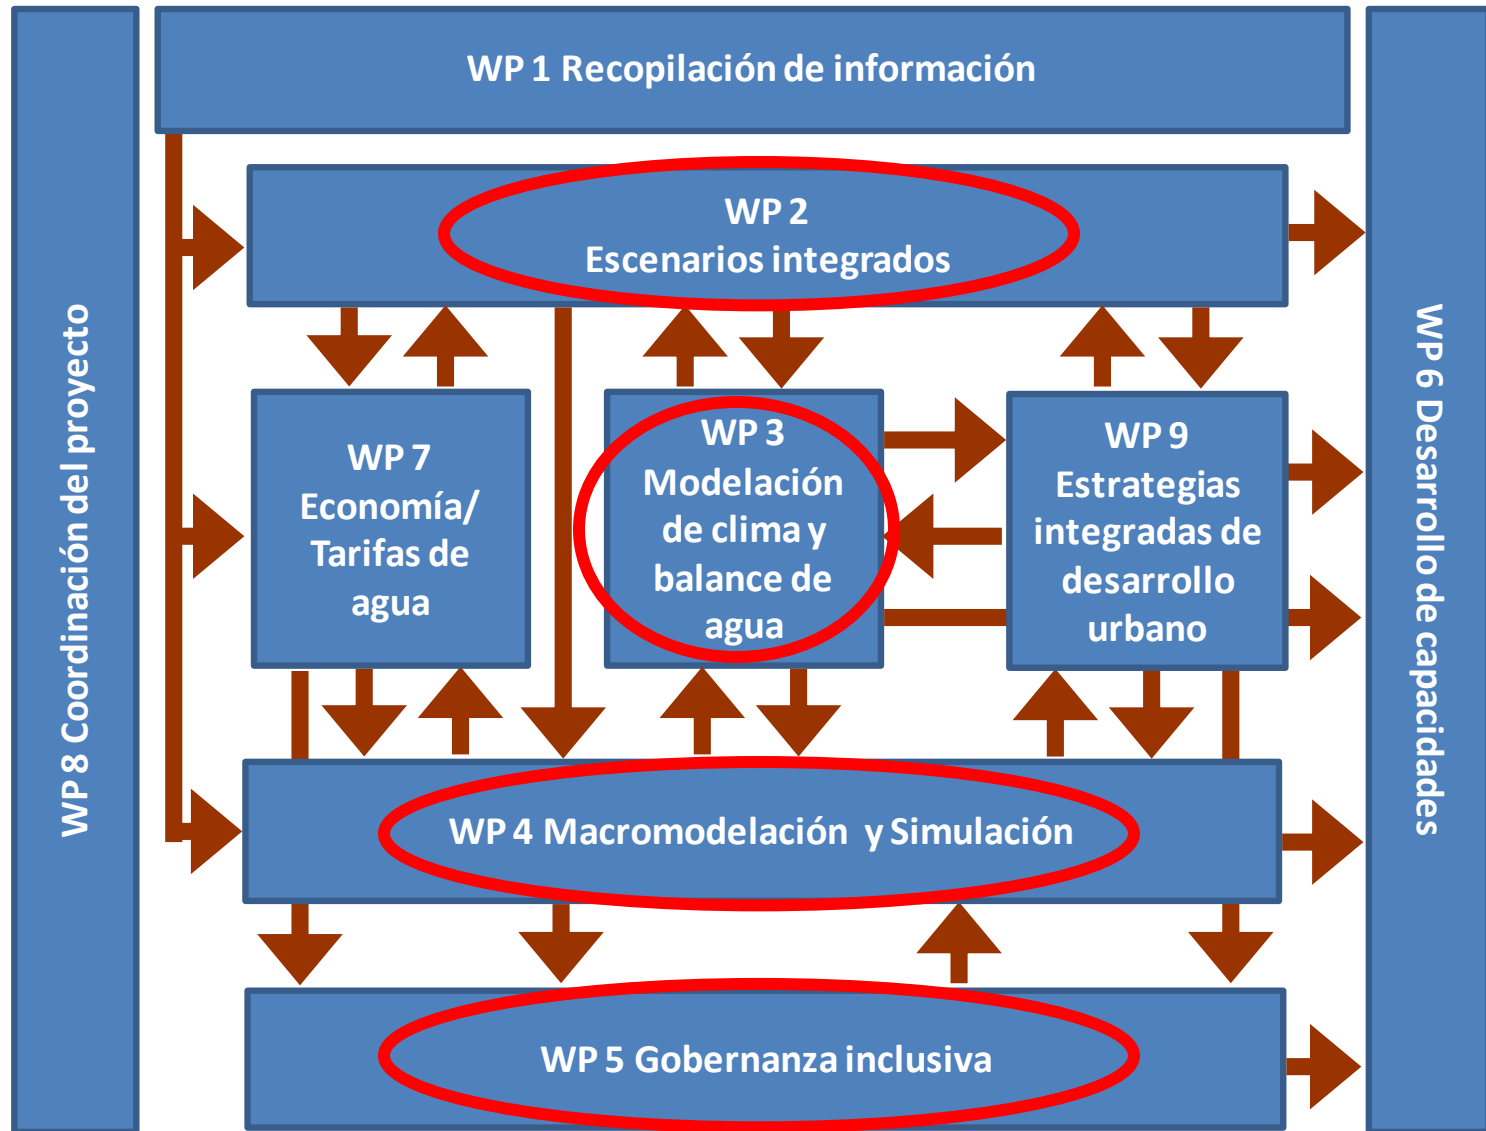 WP 1 Recopilación de información
WP 2
Escenarios integrados
WP 8 Coordinación del proyecto
WP 7
Economía/
Tarifas de
agua
WP 3
Modelación
de clima y
balance de
agua
WP 9
Estrategias
integradas de
desarrollo
urbano
WP 6 Desarrollo de capacidades
WP 4 Macromodelación y Simulación
WP 5 Gobernanza inclusiva